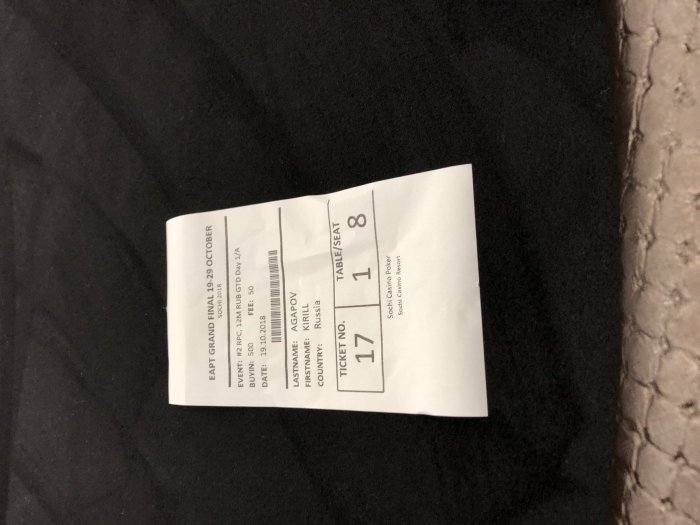 EAPT GRAND FINAL 19-29 OCTOBER
SOCHI 2018
EVENT: #2 RPC, 12M RUB GTD Day 1/A
BUYIN: 500 FEE: 50
DATE: 19.10.2018
LASTNAME: AGAPOV
FIRSTNAME: KIRILL
COUNTRY: Russia
TICKET NO. TABLE/SEAT
17 1 8
Sochi Casino Poker
Sochi Casino Resort